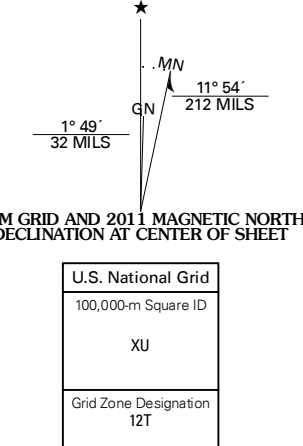 ★
MN
GN
11° 54´
212 MILS
1° 49´
32 MILS
M GRID AND 2011 MAGNETIC NORTH
DECLINATION AT CENTER OF SHEET
U.S. National Grid
100,000-m Square ID
XU
Grid Zone Designation
12T